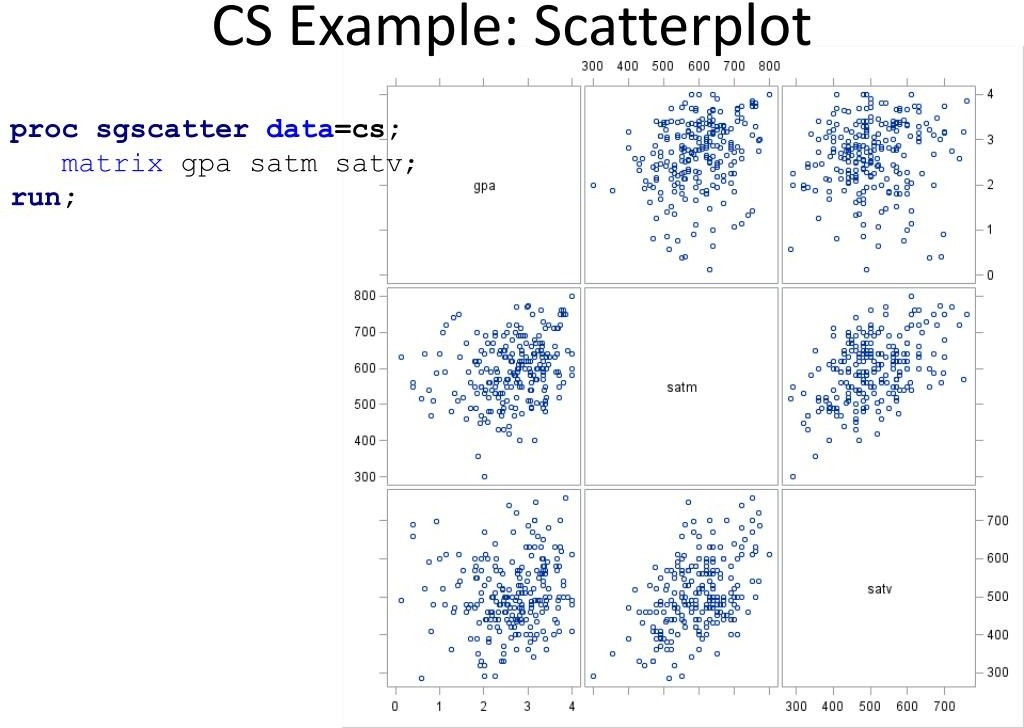 CS Example: Scatterplot
proc sgscatter data=cs;
matrix gpa satm satv;
run;
300 400 500 600 700 800
gpa
4
3
2
1
0
800
700
600
500
400
300
satm
satv
700
600
500
400
300
0 1 2 3 4
300 400 500 600 700